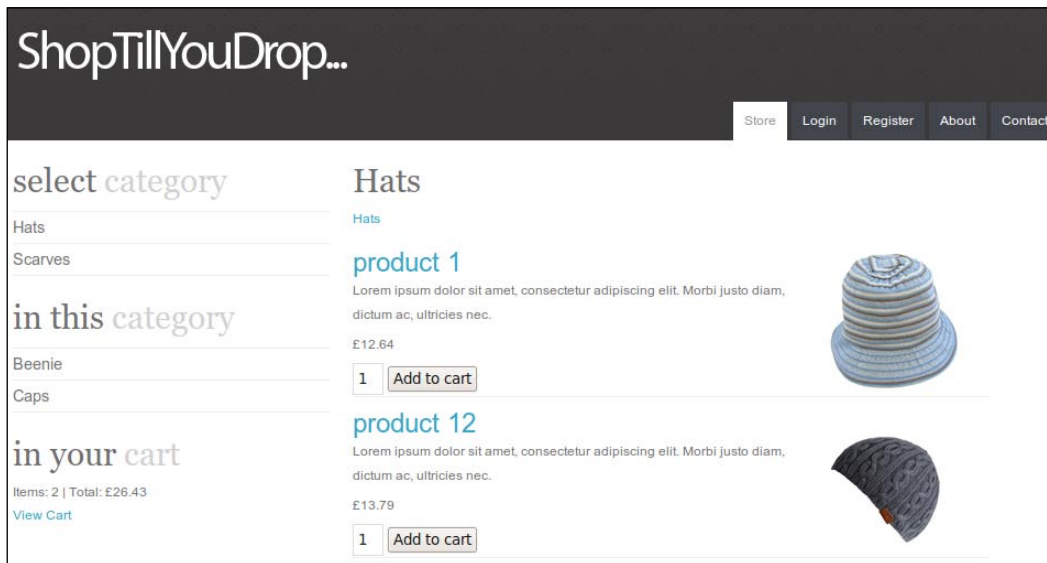 ShopTillYouDrop...
Store Login Register About Contact
select category
Hats
Scarves
in this category
Beenie
Caps
in your cart
Items: 2 | Total: £26.43
View Cart
Hats
Hats
product 1
Lorem ipsum dolor sit amet, consectetur adipiscing elit. Morbi justo diam,
dictum ac, ultricies nec.
£12.64
1 Add to cart
product 12
Lorem ipsum dolor sit amet, consectetur adipiscing elit. Morbi justo diam,
dictum ac, ultricies nec.
£13.79
1 Add to cart